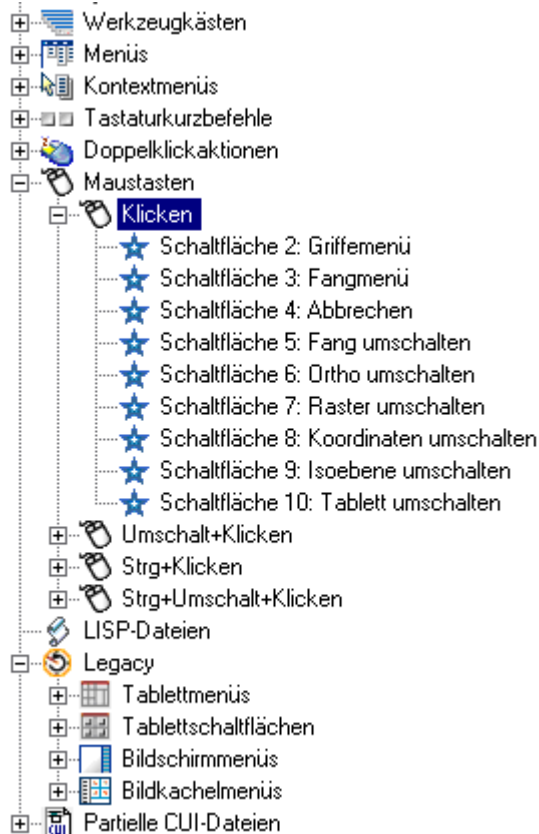 Werkzeugkästen
Menüs
Kontextmenüs
Tastaturkurzbefehle
Doppelklickaktionen
Maustasten
Klicken
Schaltfläche 2: Griffemenü
Schaltfläche 3: Fangmenü
Schaltfläche 4: Abbrechen
Schaltfläche 5: Fang umschalten
Schaltfläche 6: Ortho umschalten
Schaltfläche 7: Raster umschalten
Schaltfläche 8: Koordinaten umschalten
Schaltfläche 9: Isoebene umschalten
Schaltfläche 10: Tablett umschalten
Umschalt+Klicken
Strg+Klicken
Strg+Umschalt+Klicken
LISP-Dateien
Legacy
Tablettmenüs
Tablettschaltflächen
Bildschirmmenüs
Bildkachelmenüs
Partielle CUI-Dateien